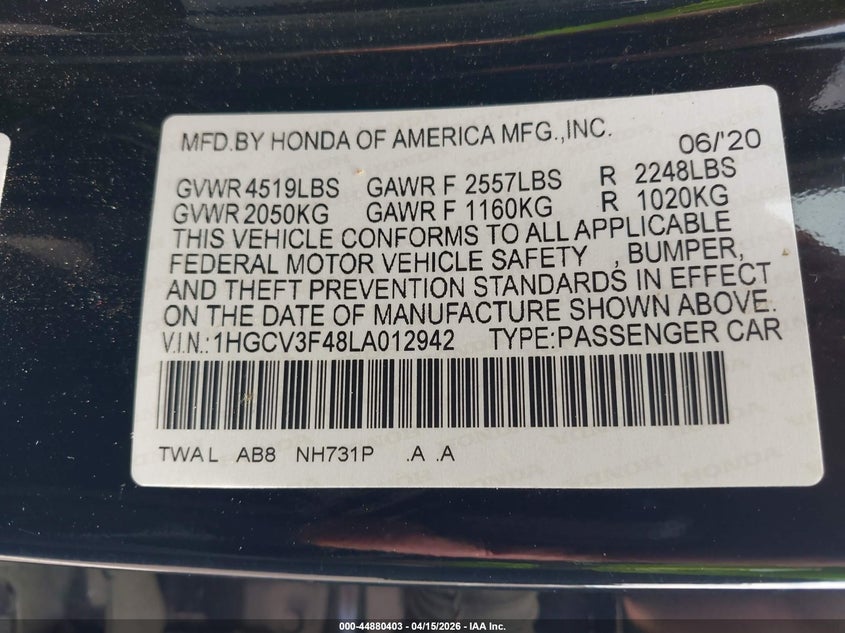 MFD.BY HONDA OF AMERICA MFG.,INC. 06/'20
GVWR 4519LBS GAWR F 2557LBS R 2248LBS
GVWR 2050KG GAWR F 1160KG R 1020KG
THIS VEHICLE CONFORMS TO ALL APPLICABLE
FEDERAL MOTOR VEHICLE SAFETY , BUMPER,
AND THEFT PREVENTION STANDARDS IN EFFECT
ON THE DATE OF MANUFACTURE SHOWN ABOVE.
V.I.N.:1HGCV3F48LA012942 TYPE:PASSENGER CAR
TWA L AB8 NH731P .A .A
000-44880403 - 04/15/2026 - IAA Inc.